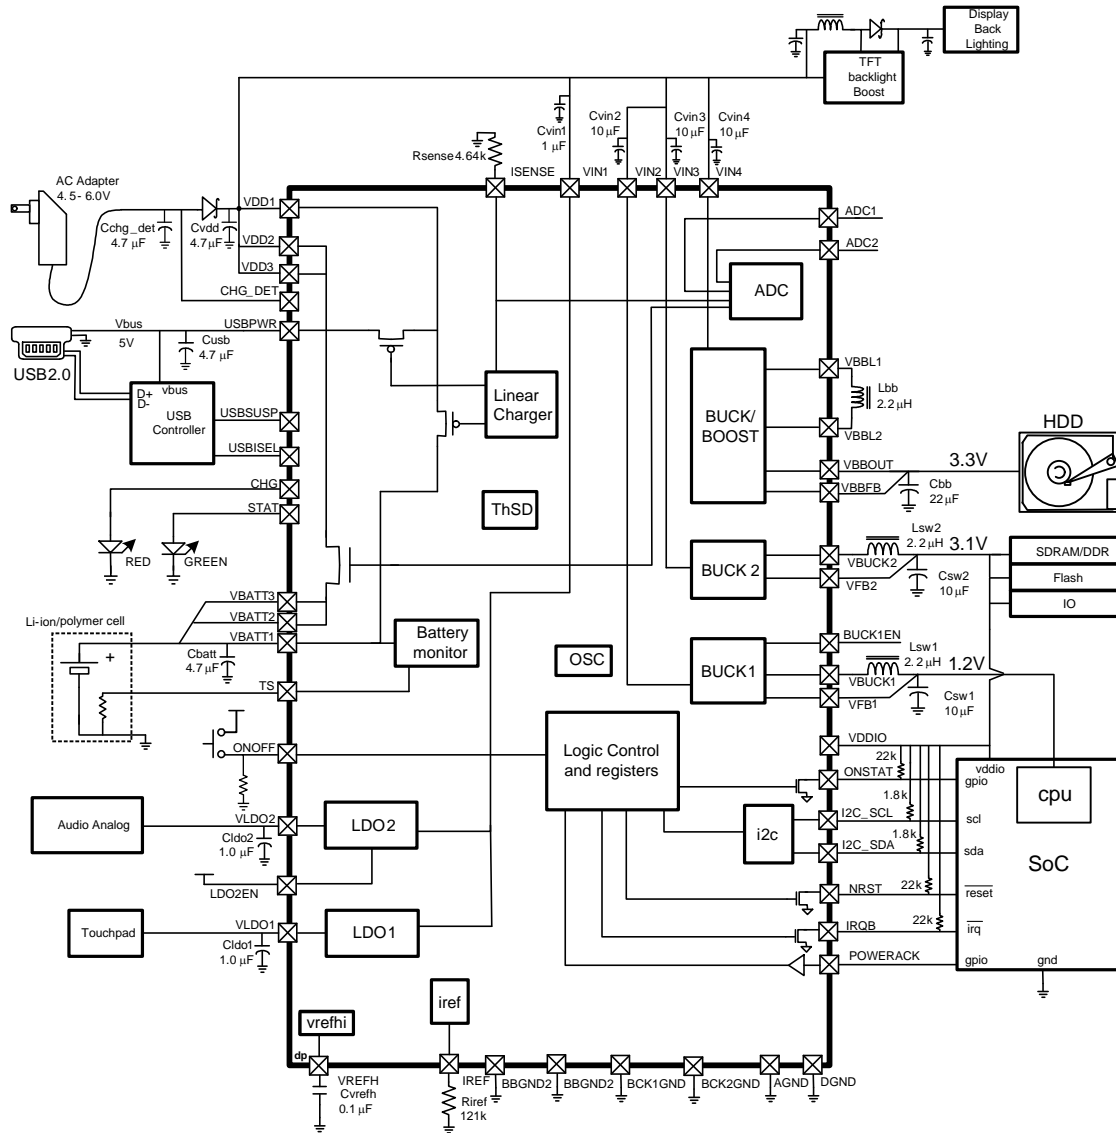 Display
Back
Lighting
TFT
backlight
Boost
Cvin1
1 µF
Cvin2
10 µF
Cvin3
10 µF
Cvin4
10 µF
Rsense 4.64k
ISENSE
VIN1
VIN2
VIN3
VIN4
AC Adapter
4.5 - 6.0V
Cchg_det
4.7 µF
Cvdd
4.7 µF
VDD1
VDD2
VDD3
CHG_DET
ADC1
ADC2
ADC
Vbus
5V
Cusb
4.7 µF
USBPWR
USB2.0
D+
D-
vbus
USB
Controller
USBSUSP
USBISEL
Linear
Charger
BUCK/
BOOST
VBBL1
Lbb
2.2 µH
VBBL2
VBBOUT
VBBFB
3.3V
Cbb
22 µF
HDD
CHG
STAT
RED
GREEN
ThSD
BUCK 2
VBUCK2
VFB2
Lsw2
2.2 µH
3.1V
Csw2
10 µF
SDRAM/DDR
Flash
IO
VBATT3
VBATT2
VBATT1
Li-ion/polymer cell
+
Cbatt
4.7 µF
TS
Battery
monitor
OSC
BUCK1
BUCK1EN
VBUCK1
VFB1
Lsw1
2.2 µH
1.2V
Csw1
10 µF
ONOFF
Logic Control
and registers
VDDIO
22k
ONSTAT
1.8k
I2C_SCL
1.8k
I2C_SDA
i2c
22k
NRST
22k
IRQB
POWERACK
vddio
gpio
cpu
scl
sda
SoC
reset
irq
gpio
gnd
Audio Analog
VLDO2
Cldo2
1.0 µF
LDO2
LDO2EN
Touchpad
VLDO1
Cldo1
1.0 µF
LDO1
vrefhi
iref
dp
VREFH
Cvrefh
0.1 µF
IREF
Riref
121k
BBGND2
BBGND2
BCK1GND
BCK2GND
AGND
DGND